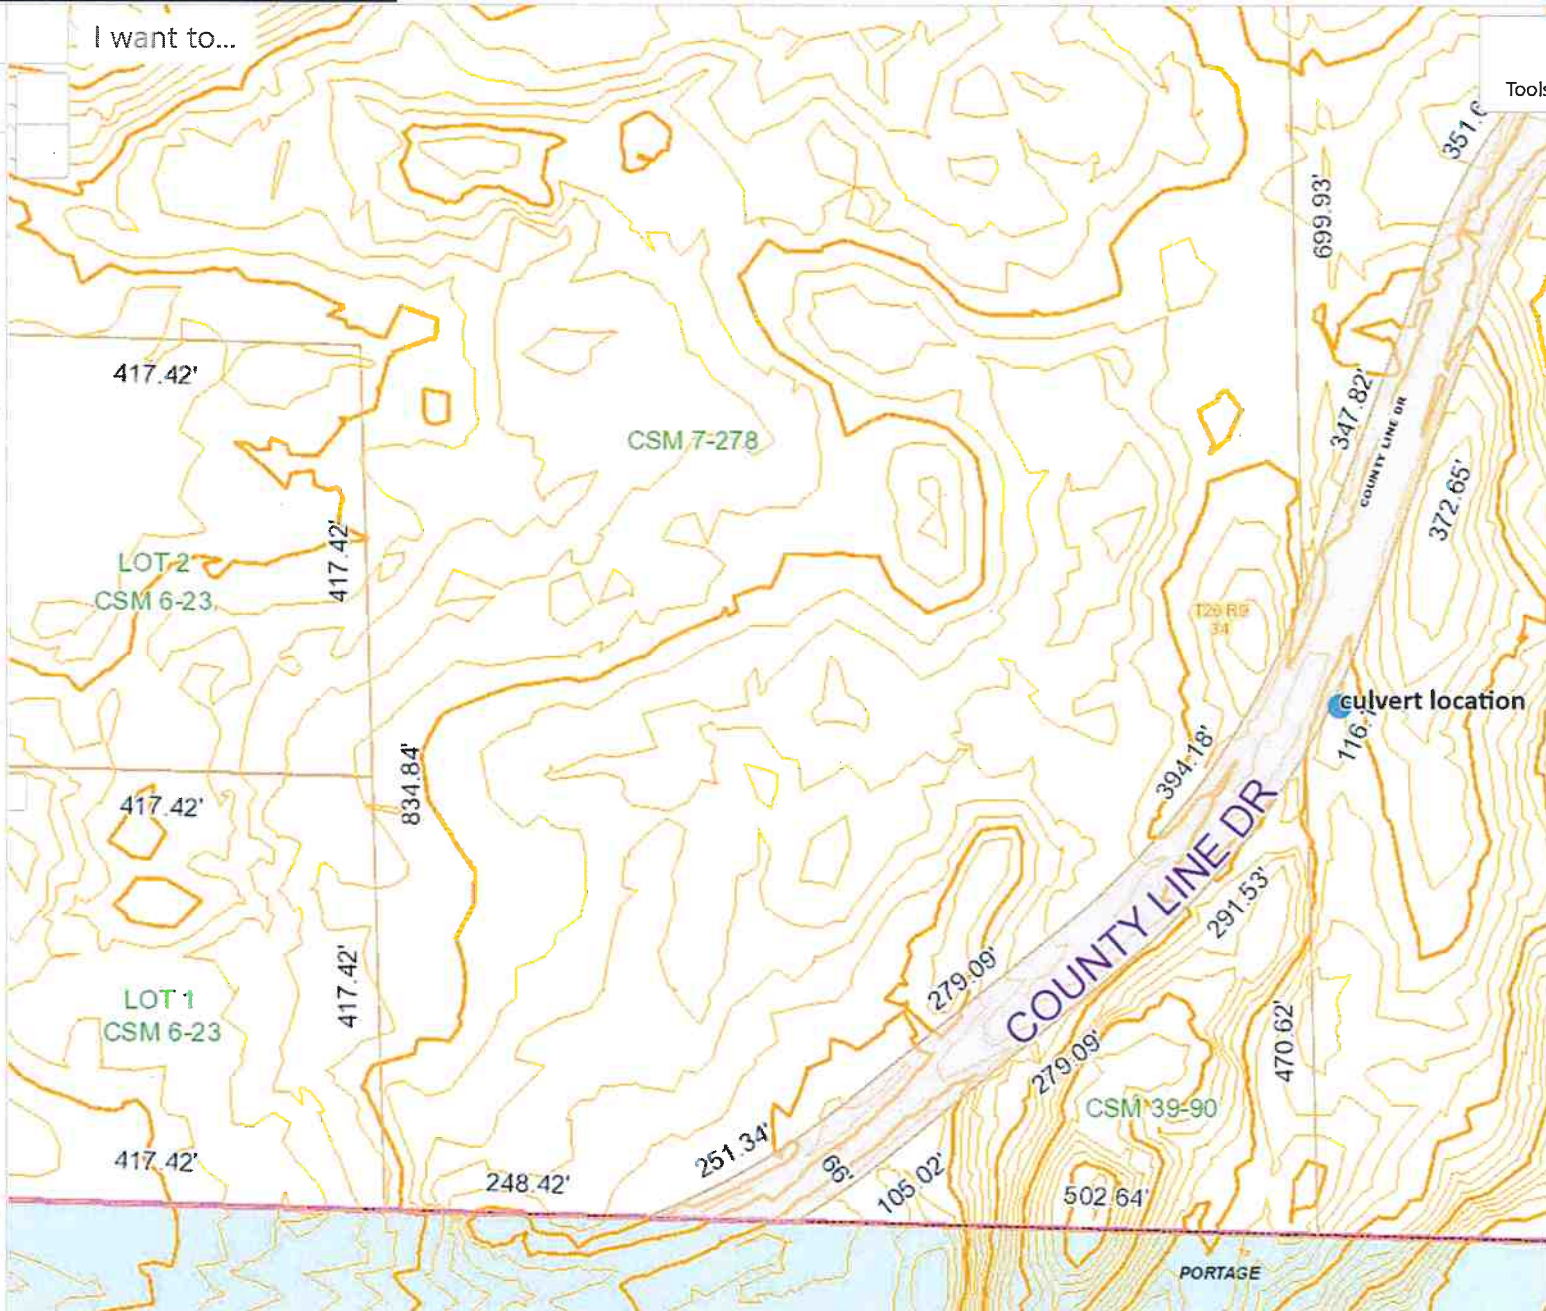 I want to...
Tools
351.6
699.93'
417.42'
347.82'
COUNTY LINE DR
CSM 7-278
372.65'
417.42'
LOT 2
CSM 6-23
T20 R9
34
culvert location
116.
394.18'
834.84'
417.42'
COUNTY LINE DR
291.53'
417.42'
279.09'
LOT 1
CSM 6-23
470.62'
279.09'
CSM 39-90
251.34'
417.42'
248.42'
66'
105.02'
502.64'
PORTAGE